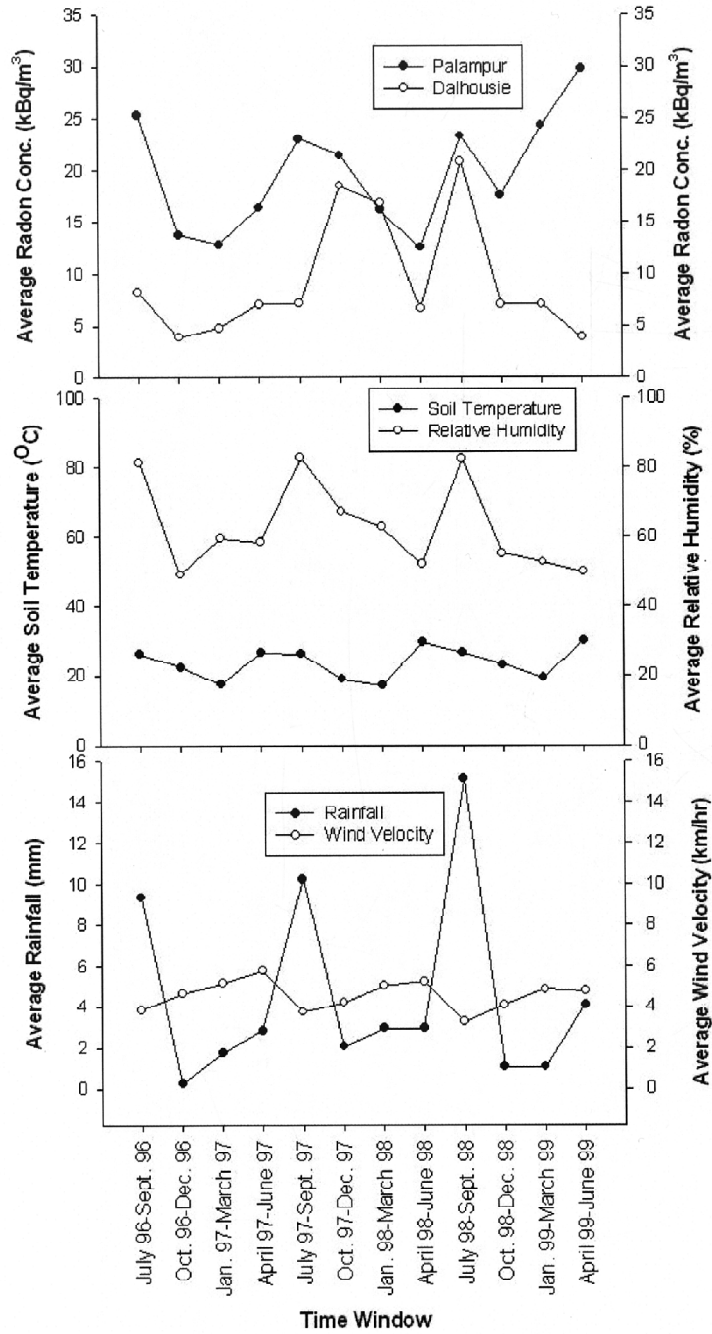 35
30
25
20
15
10
5
0
Average Radon Conc. (kBq/m³)
Palampur
Dalhousie
35
30
25
20
15
10
5
0
Average Radon Conc. (kBq/m³)
100
80
60
40
20
0
Average Soil Temperature (⁰C)
Soil Temperature
Relative Humidity
100
80
60
40
20
0
Average Relative Humidity (%)
16
14
12
10
8
6
4
2
0
Average Rainfall (mm)
Rainfall
Wind Velocity
16
14
12
10
8
6
4
2
0
Average Wind Velocity (km/hr)
July 96-Sept. 96
Oct. 96-Dec. 96
Jan. 97-March 97
April 97-June 97
July 97-Sept. 97
Oct. 97-Dec. 97
Jan. 98-March 98
April 98-June 98
July 98-Sept. 98
Oct. 98-Dec. 98
Jan. 99-March 99
April 99-June 99
Time Window